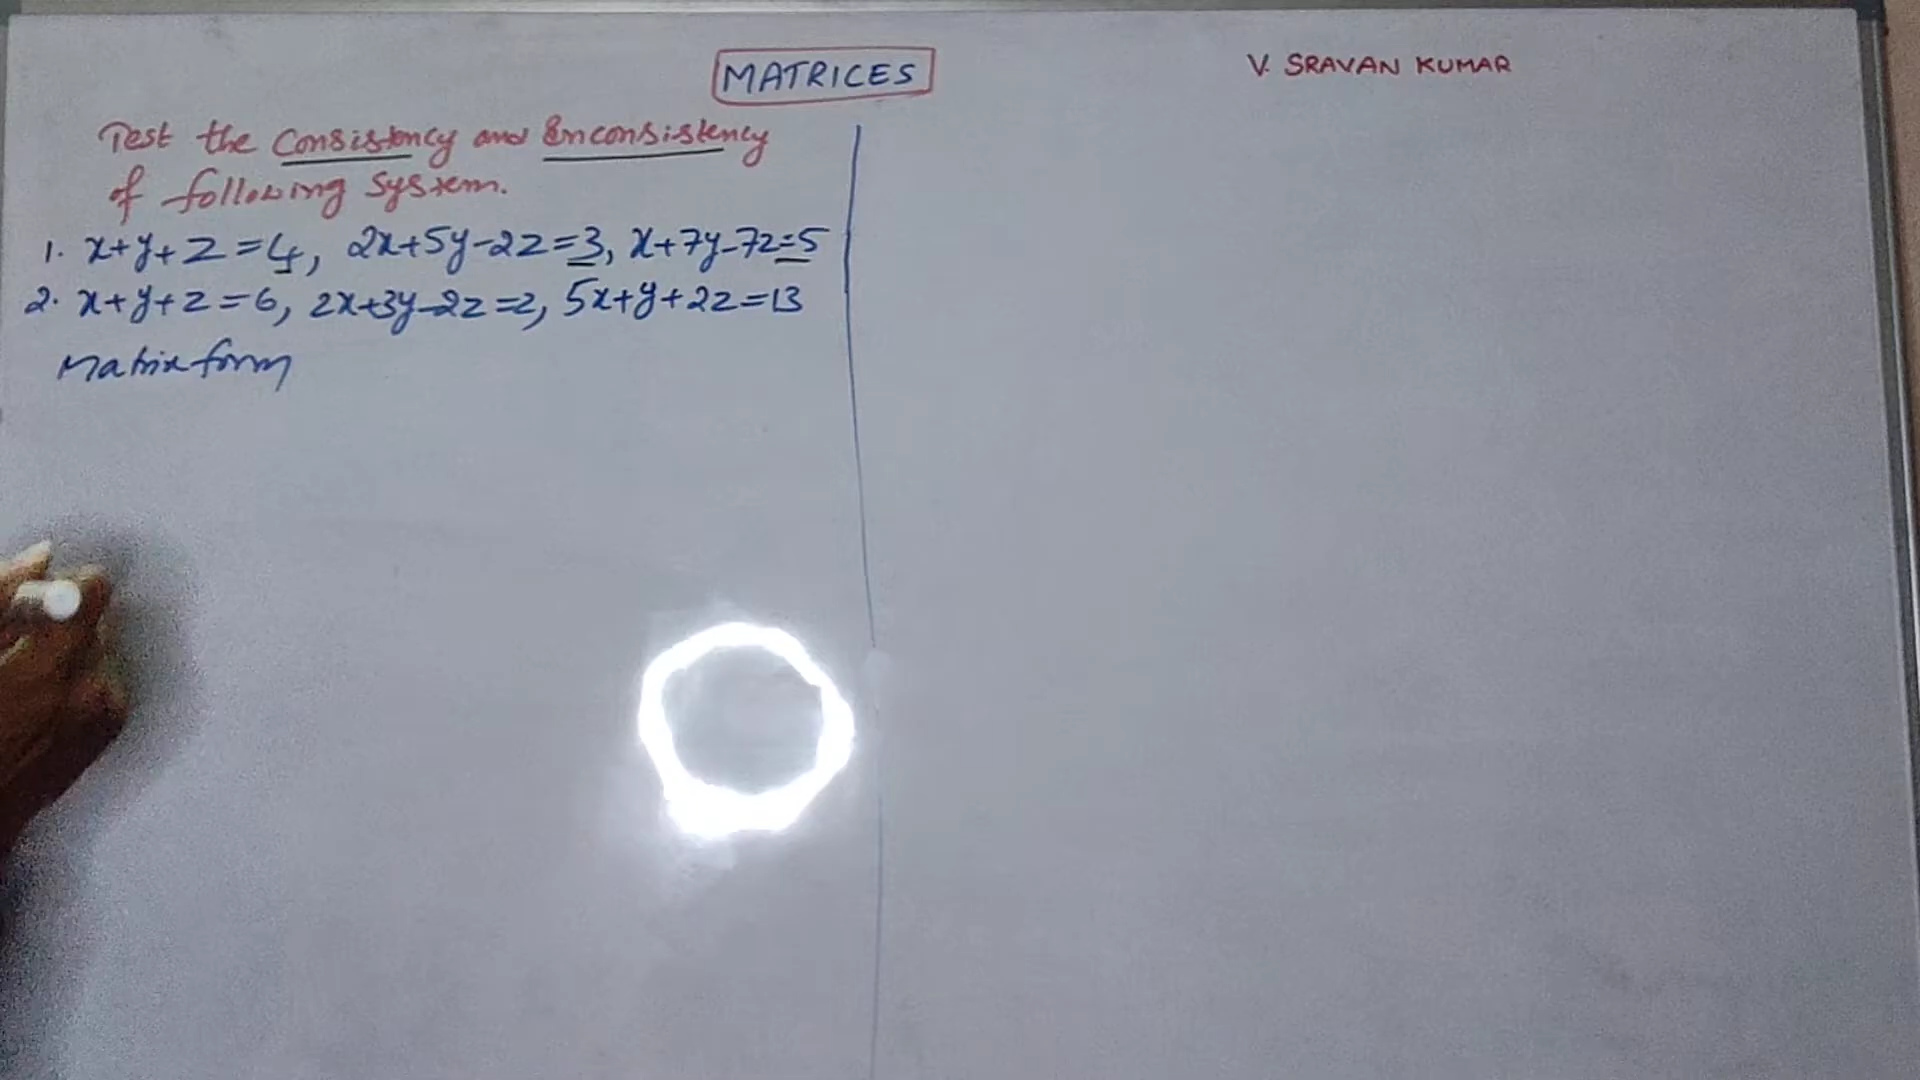 MATRICES
V. SRAVAN KUMAR
Test the Consistency and Inconsistency
of following system.
1. x+y+z=4, 2x+5y-2z=3, x+7y-7z=5
2. x+y+z=6, 2x+3y-2z=2, 5x+y+2z=13
Matrix form